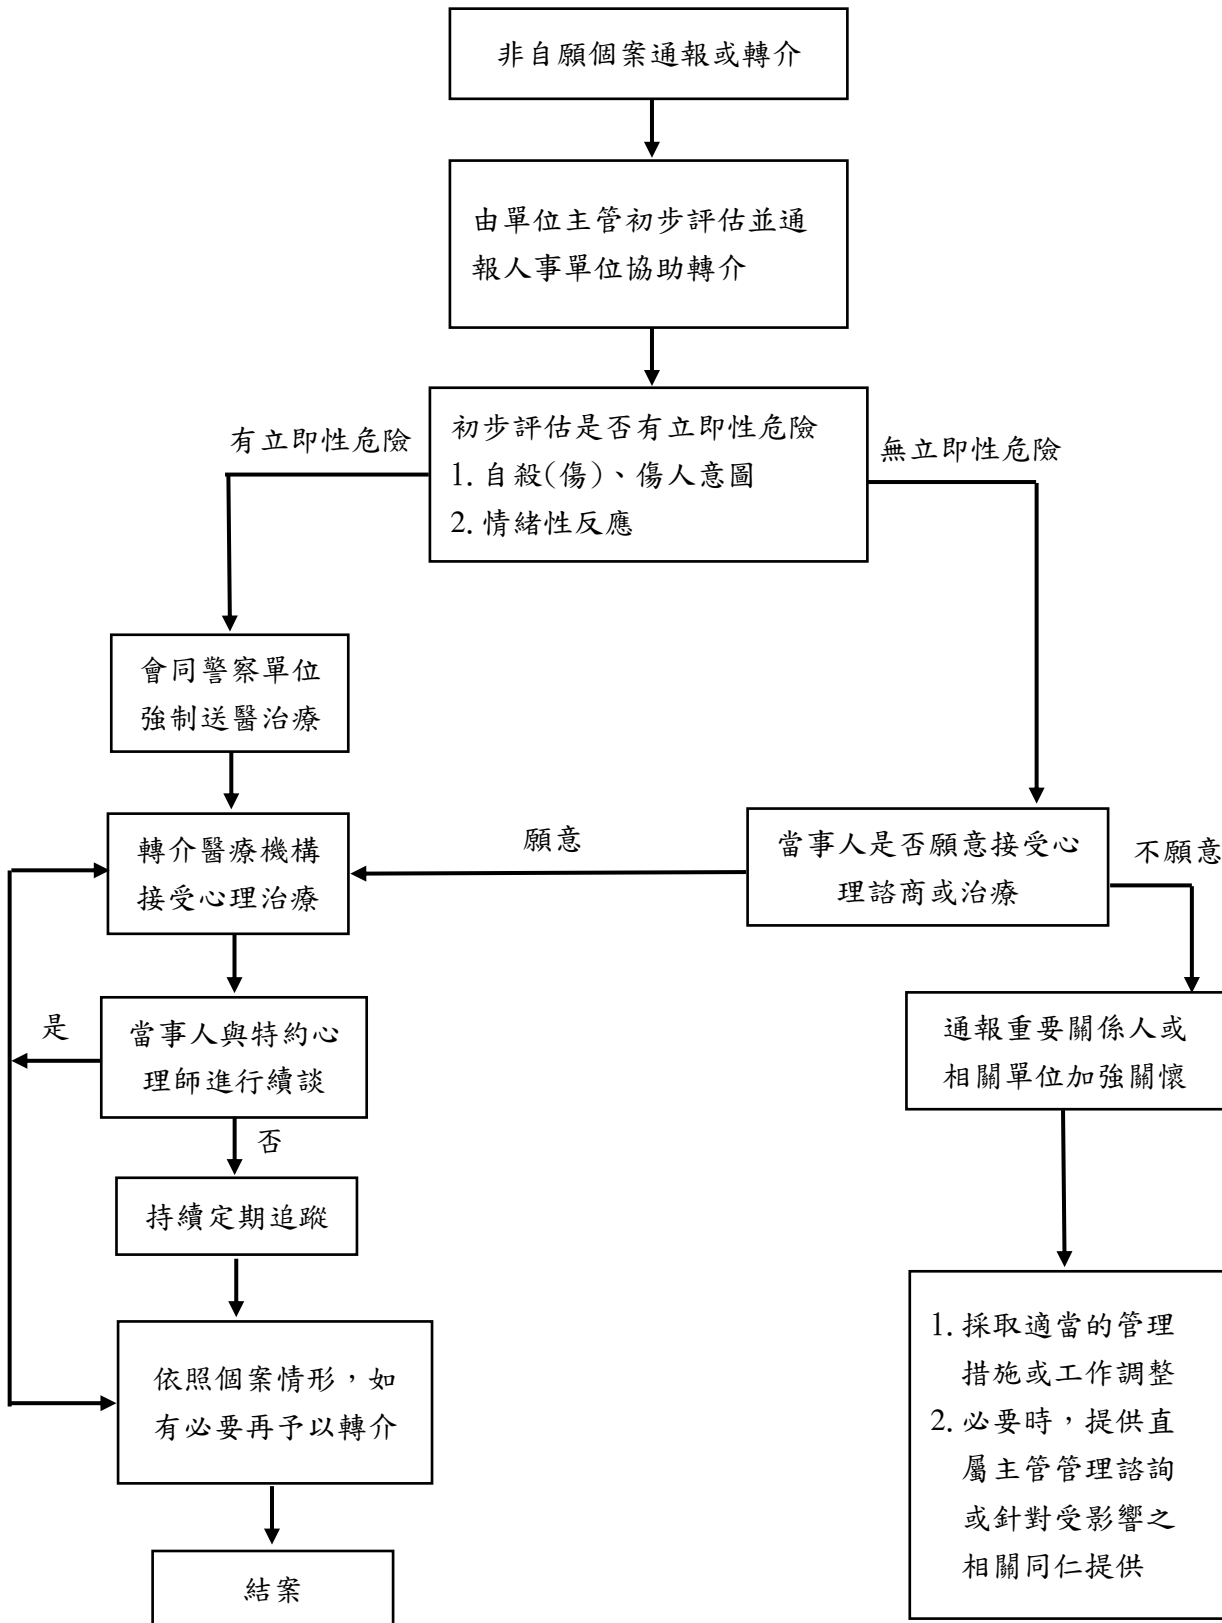 非自願個案通報或轉介
由單位主管初步評估並通
報人事單位協助轉介
初步評估是否有立即性危險
1. 自殺(傷)、傷人意圖
2. 情緒性反應
有立即性危險
無立即性危險
會同警察單位
強制送醫治療
轉介醫療機構
接受心理治療
願意
當事人是否願意接受心
理諮商或治療
不願意
是
當事人與特約心
理師進行續談
通報重要關係人或
相關單位加強關懷
否
持續定期追蹤
依照個案情形，如
有必要再予以轉介
1. 採取適當的管理
措施或工作調整
2. 必要時，提供直
屬主管管理諮詢
或針對受影響之
相關同仁提供
結案